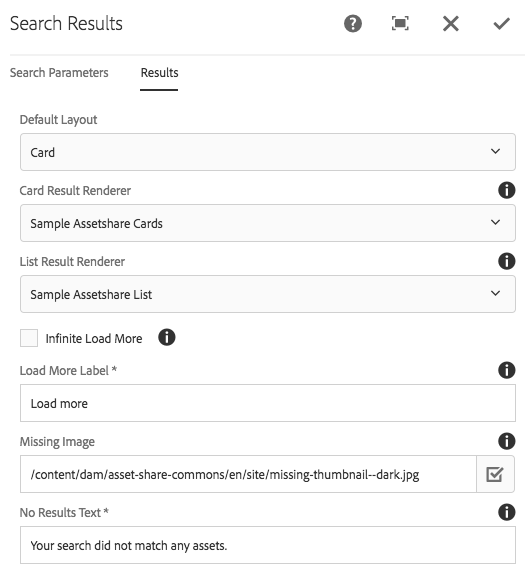 Search Results
Search Parameters Results
Default Layout
Card
Card Result Renderer
Sample Assetshare Cards
List Result Renderer
Sample Assetshare List
Infinite Load More
Load More Label *
Load more
Missing Image
/content/dam/asset-share-commons/en/site/missing-thumbnail--dark.jpg
No Results Text *
Your search did not match any assets.